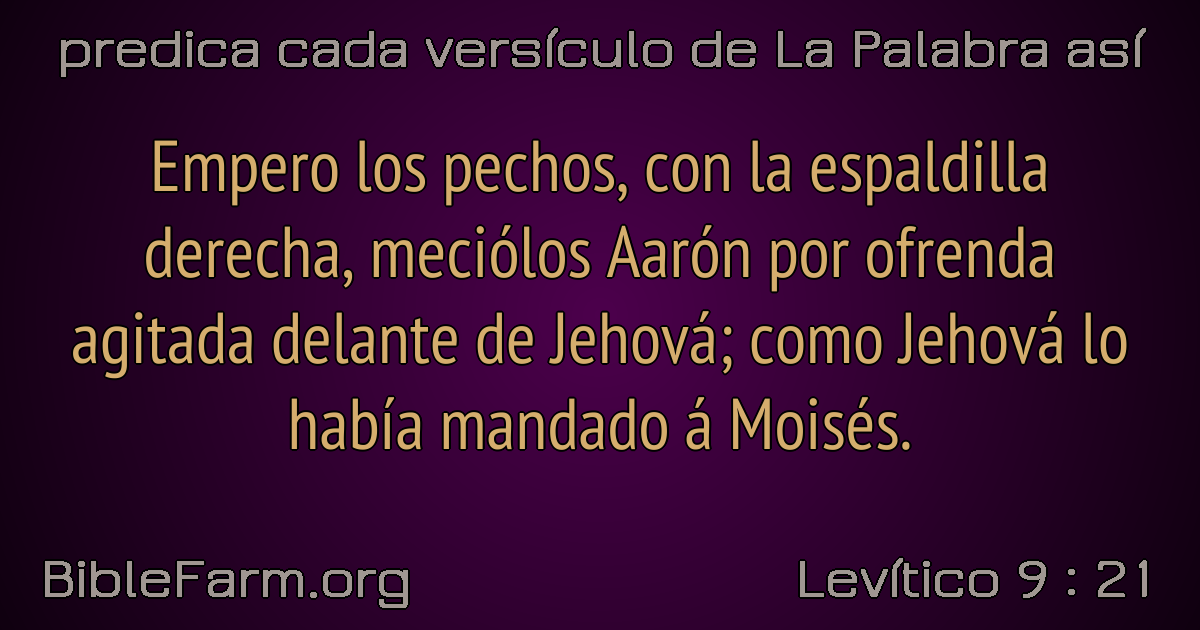 predica cada versículo de La Palabra así
Empero los pechos, con la espaldilla
derecha, meciólos Aarón por ofrenda
agitada delante de Jehová; como Jehová lo
había mandado á Moisés.
BibleFarm.org
Levítico 9 : 21